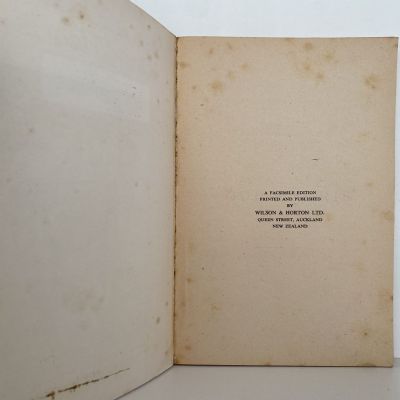 A FACSIMILE EDITION
PRINTED AND PUBLISHED
BY
WILSON & HORTON LTD.
QUEEN STREET, AUCKLAND
NEW ZEALAND